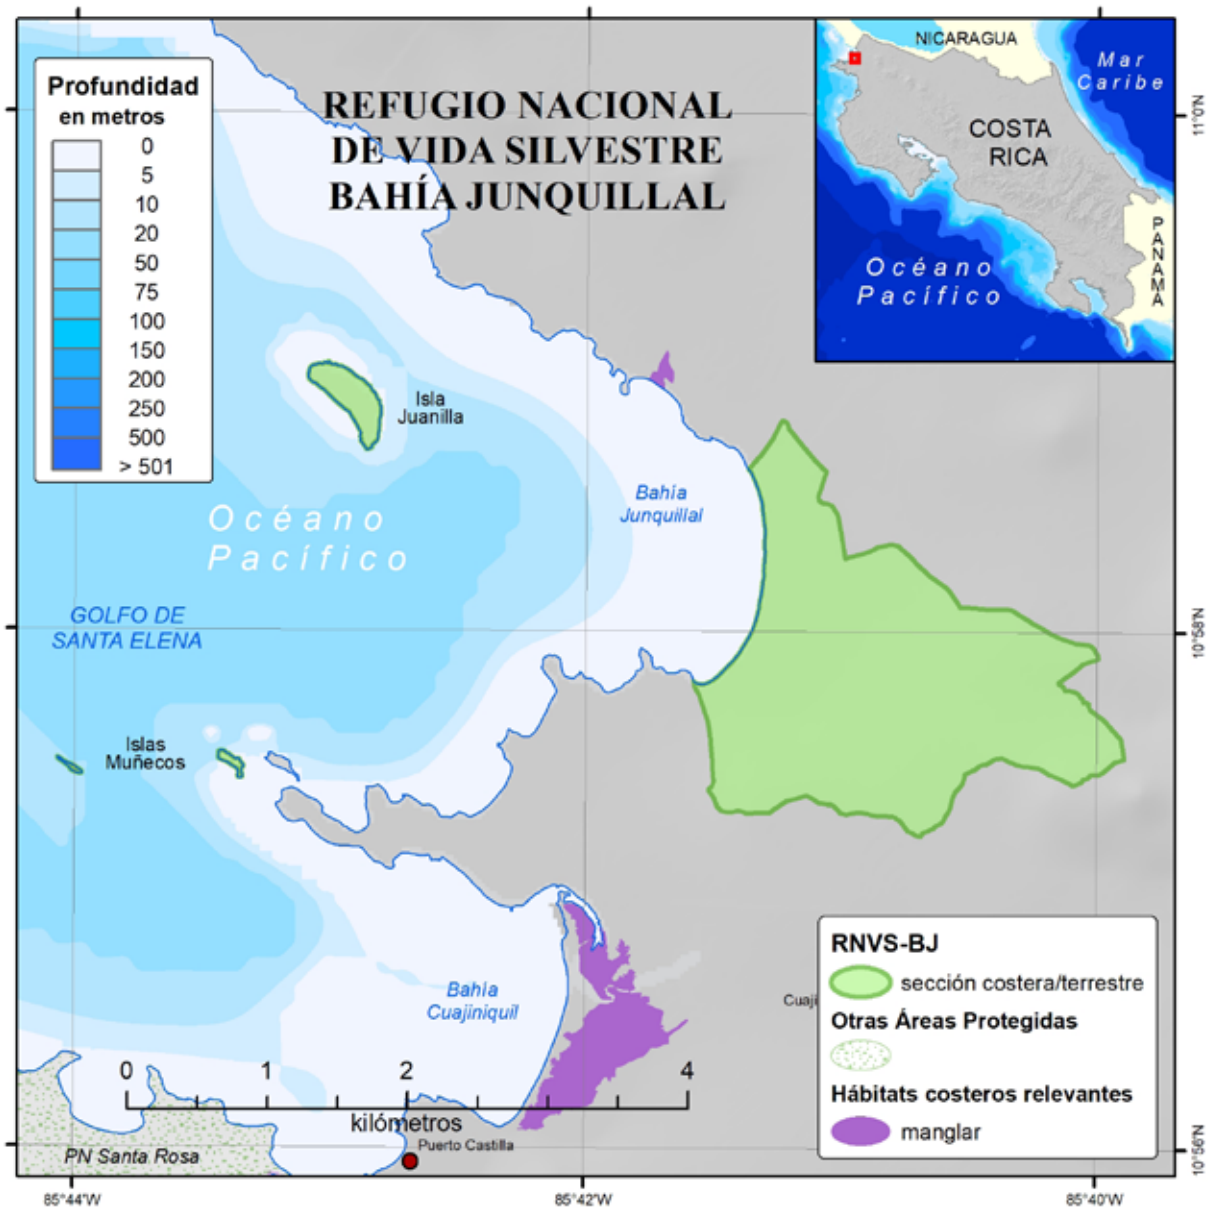 REFUGIO NACIONAL
DE VIDA SILVESTRE
BAHÍA JUNQUILLAL
Profundidad
en metros
0
5
10
20
50
75
100
150
200
250
500
> 501
NICARAGUA
Mar
Caribe
COSTA
RICA
PANAMÁ
Océano
Pacífico
11°0'N
Isla
Juanilla
Bahía
Junquillal
Océano
Pacífico
GOLFO DE
SANTA ELENA
10°58'N
Islas
Muñecos
Bahía
Cuajiniquil
Cuaji
0 1 2 4
kilómetros
Puerto Castilla
PN Santa Rosa
RNVS-BJ
sección costera/terrestre
Otras Áreas Protegidas
Hábitats costeros relevantes
manglar
10°56'N
85°44'W 85°42'W 85°40'W